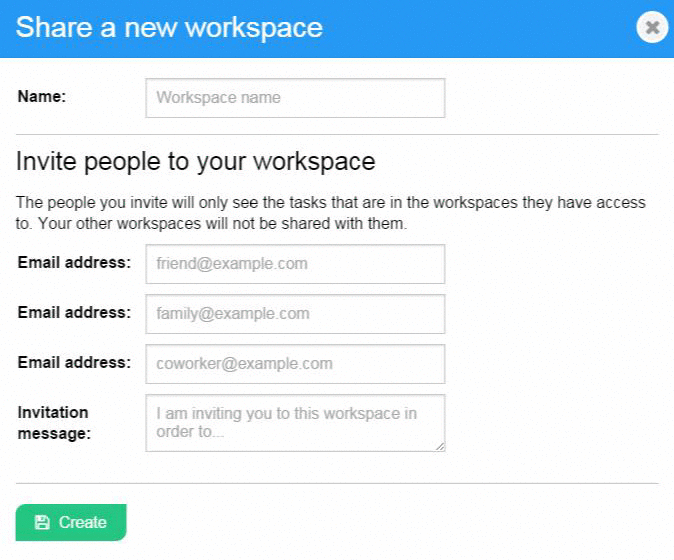 Share a new workspace
Name: Workspace name
Invite people to your workspace
The people you invite will only see the tasks that are in the workspaces they have access
to. Your other workspaces will not be shared with them.
Email address: friend@example.com
Email address: family@example.com
Email address: coworker@example.com
Invitation
message:
I am inviting you to this workspace in
order to...
Create